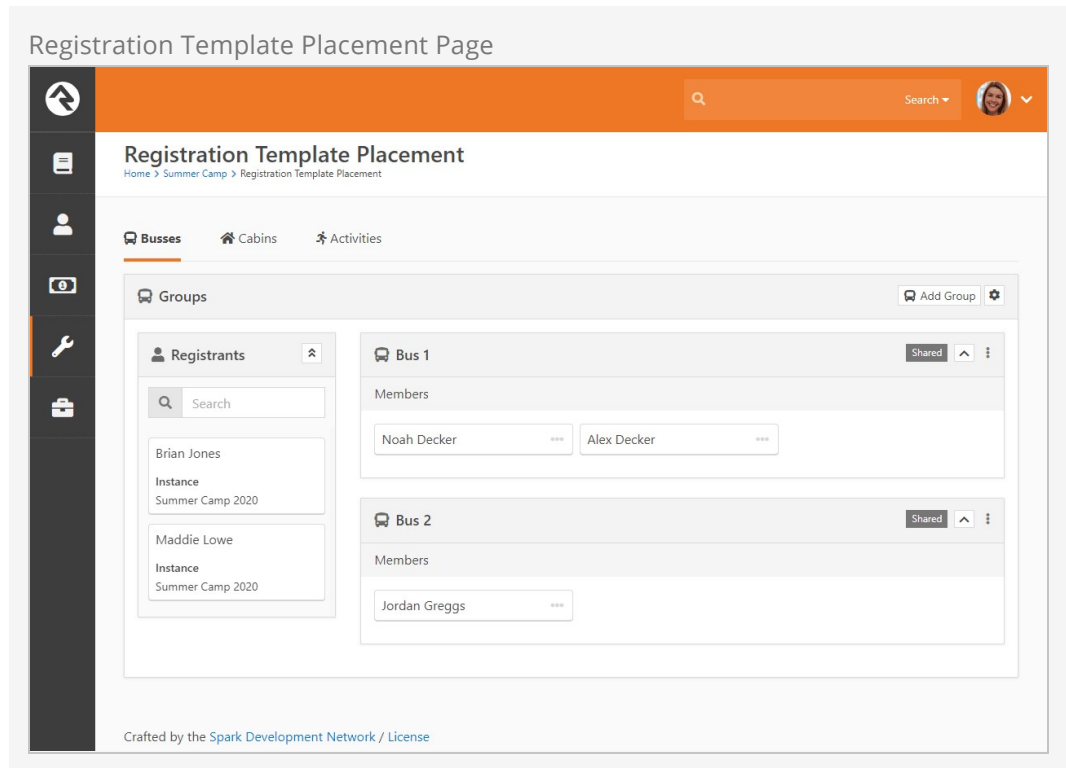 Registration Template Placement Page
Search
Registration Template Placement
Home > Summer Camp > Registration Template Placement
Busses Cabins Activities
Groups Add Group
Registrants
Search
Brian Jones
Instance
Summer Camp 2020
Maddie Lowe
Instance
Summer Camp 2020
Bus 1 Shared
Members
Noah Decker Alex Decker
Bus 2 Shared
Members
Jordan Greggs
Crafted by the Spark Development Network / License